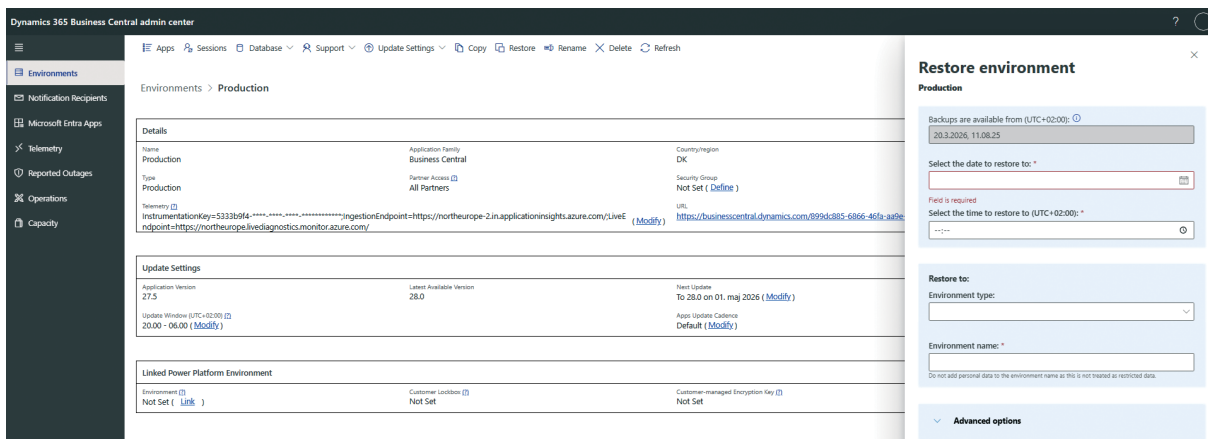 Dynamics 365 Business Central admin center
?
Apps Sessions Database Support Update Settings Copy Restore Rename Delete Refresh
Environments
Notification Recipients
Microsoft Entra Apps
Telemetry
Reported Outages
Operations
Capacity
Environments > Production
Details
Name Application Family Country/region
Production Business Central DK
Type Partner Access [?] Security Group
Production All Partners Not Set ( Define )
Telemetry [?] URL
InstrumentationKey=5333b9f4-****-****-****-************;IngestionEndpoint=https://northeurope-2.in.applicationinsights.azure.com/;LiveE ( Modify ) https://businesscentral.dynamics.com/899dc885-6866-46fa-aa9e-
ndpoint=https://northeurope.livediagnostics.monitor.azure.com/
Update Settings
Application Version Latest Available Version Next Update
27.5 28.0 To 28.0 on 01. maj 2026 ( Modify )
Update Window (UTC+02:00) [?] Apps Update Cadence
20.00 - 06.00 ( Modify ) Default ( Modify )
Linked Power Platform Environment
Environment [?] Customer Lockbox [?] Customer-managed Encryption Key [?]
Not Set ( Link ) Not Set Not Set
Restore environment
Production
Backups are available from (UTC+02:00):
20.3.2026, 11.08.25
Select the date to restore to: *
Field is required
Select the time to restore to (UTC+02:00): *
--:--
Restore to:
Environment type:
Environment name: *
Do not add personal data to the environment name as this is not treated as restricted data.
Advanced options